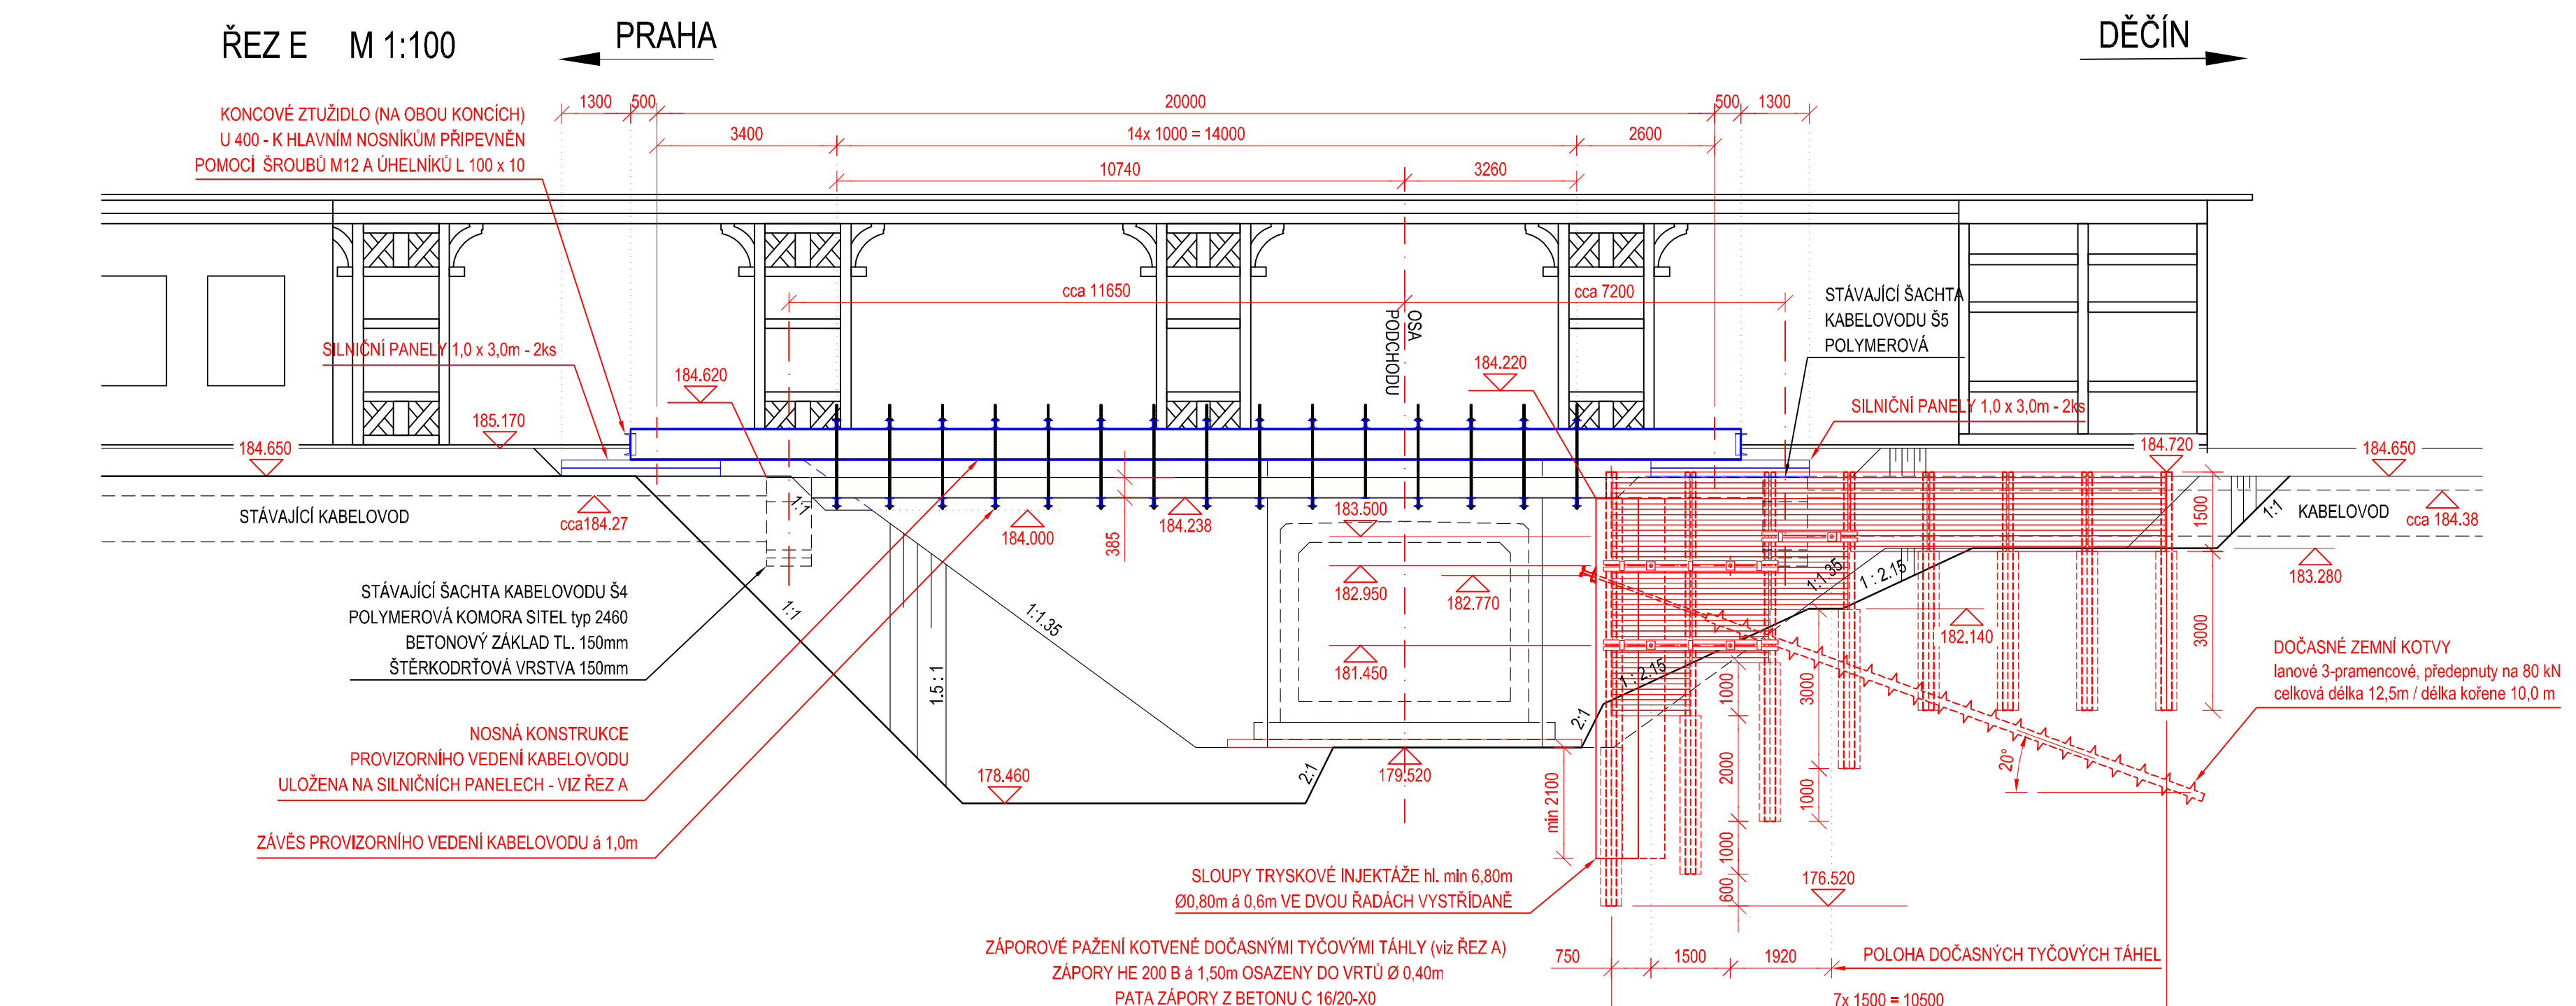 ŘEZ E M 1:100
PRAHA
DĚČÍN
1300
500
20000
500
1300
3400
14x 1000 = 14000
2600
10740
3260
KONCOVÉ ZTUŽIDLO (NA OBOU KONCÍCH)
U 400 - K HLAVNÍM NOSNÍKŮM PŘIPEVNĚN
POMOCÍ ŠROUBŮ M12 A ÚHELNÍKŮ L 100 x 10
cca 11650
cca 7200
OSA
PODCHODU
STÁVAJÍCÍ ŠACHTA
KABELOVODU Š5
POLYMEROVÁ
SILNIČNÍ PANELY 1,0 x 3,0m - 2ks
184.620
184.220
SILNIČNÍ PANELY 1,0 x 3,0m - 2ks
185.170
184.650
184.720
184.650
STÁVAJÍCÍ KABELOVOD
cca184.27
1:1
184.000
385
184.238
183.500
1500
1:1
KABELOVOD
cca 184.38
182.950
182.770
1:1.35
1 : 2.15
183.280
STÁVAJÍCÍ ŠACHTA KABELOVODU Š4
POLYMEROVÁ KOMORA SITEL typ 2460
BETONOVÝ ZÁKLAD TL. 150mm
ŠTĚRKODRŤOVÁ VRSTVA 150mm
1:1
1:1.35
1.5 : 1
181.450
182.140
3000
1 : 2.15
1000
3000
DOČASNÉ ZEMNÍ KOTVY
lanové 3-pramencové, předepnuty na 80 kN
celková délka 12,5m / délka kořene 10,0 m
NOSNÁ KONSTRUKCE
PROVIZORNÍHO VEDENÍ KABELOVODU
ULOŽENA NA SILNIČNÍCH PANELECH - VIZ ŘEZ A
2:1
178.460
2:1
179.520
2000
1000
20°
min 2100
ZÁVĚS PROVIZORNÍHO VEDENÍ KABELOVODU á 1,0m
1000
600
176.520
SLOUPY TRYSKOVÉ INJEKTÁŽE hl. min 6,80m
Ø0,80m á 0,6m VE DVOU ŘADÁCH VYSTŘÍDANĚ
ZÁPOROVÉ PAŽENÍ KOTVENÉ DOČASNÝMI TYČOVÝMI TÁHLY (viz ŘEZ A)
ZÁPORY HE 200 B á 1,50m OSAZENY DO VRTŮ Ø 0,40m
PATA ZÁPORY Z BETONU C 16/20-X0
750
1500
1920
POLOHA DOČASNÝCH TYČOVÝCH TÁHEL
7x 1500 = 10500